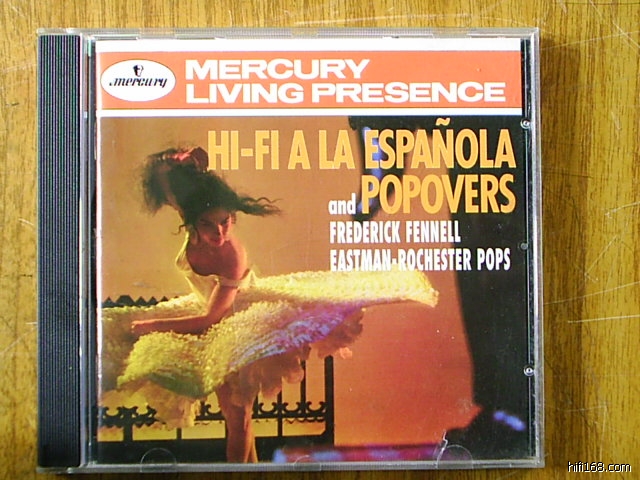 mercury
MERCURY
LIVING PRESENCE
HI-FI A LA ESPAÑOLA
and POPOVERS
FREDERICK FENNELL
EASTMAN-ROCHESTER POPS
hifi168.com